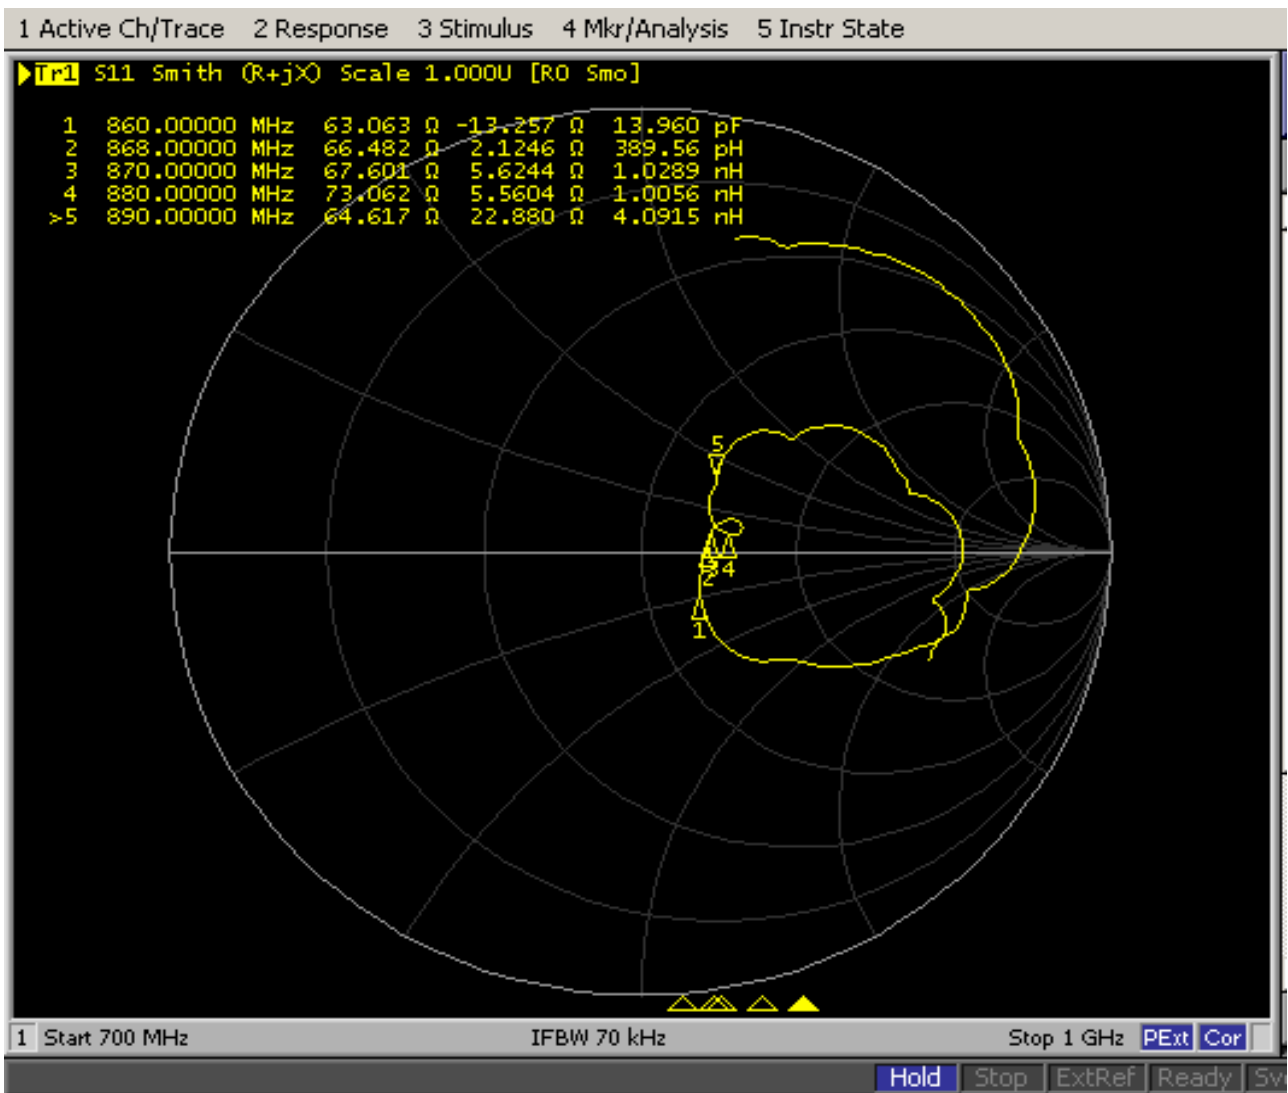 1 Active Ch/Trace 2 Response 3 Stimulus 4 Mkr/Analysis 5 Instr State
Tr1 S11 Smith (R+jX) Scale 1.000U [R0 Smo]
1 860.00000 MHz 63.063 Ω -13.257 Ω 13.960 pF
2 868.00000 MHz 66.482 Ω 2.1246 Ω 389.56 pH
3 870.00000 MHz 67.601 Ω 5.6244 Ω 1.0289 nH
4 880.00000 MHz 73.062 Ω 5.5604 Ω 1.0056 nH
>5 890.00000 MHz 64.617 Ω 22.880 Ω 4.0915 nH
5
4
2
1
1 Start 700 MHz IFBW 70 kHz Stop 1 GHz PExt Cor
Hold Stop ExtRef Ready